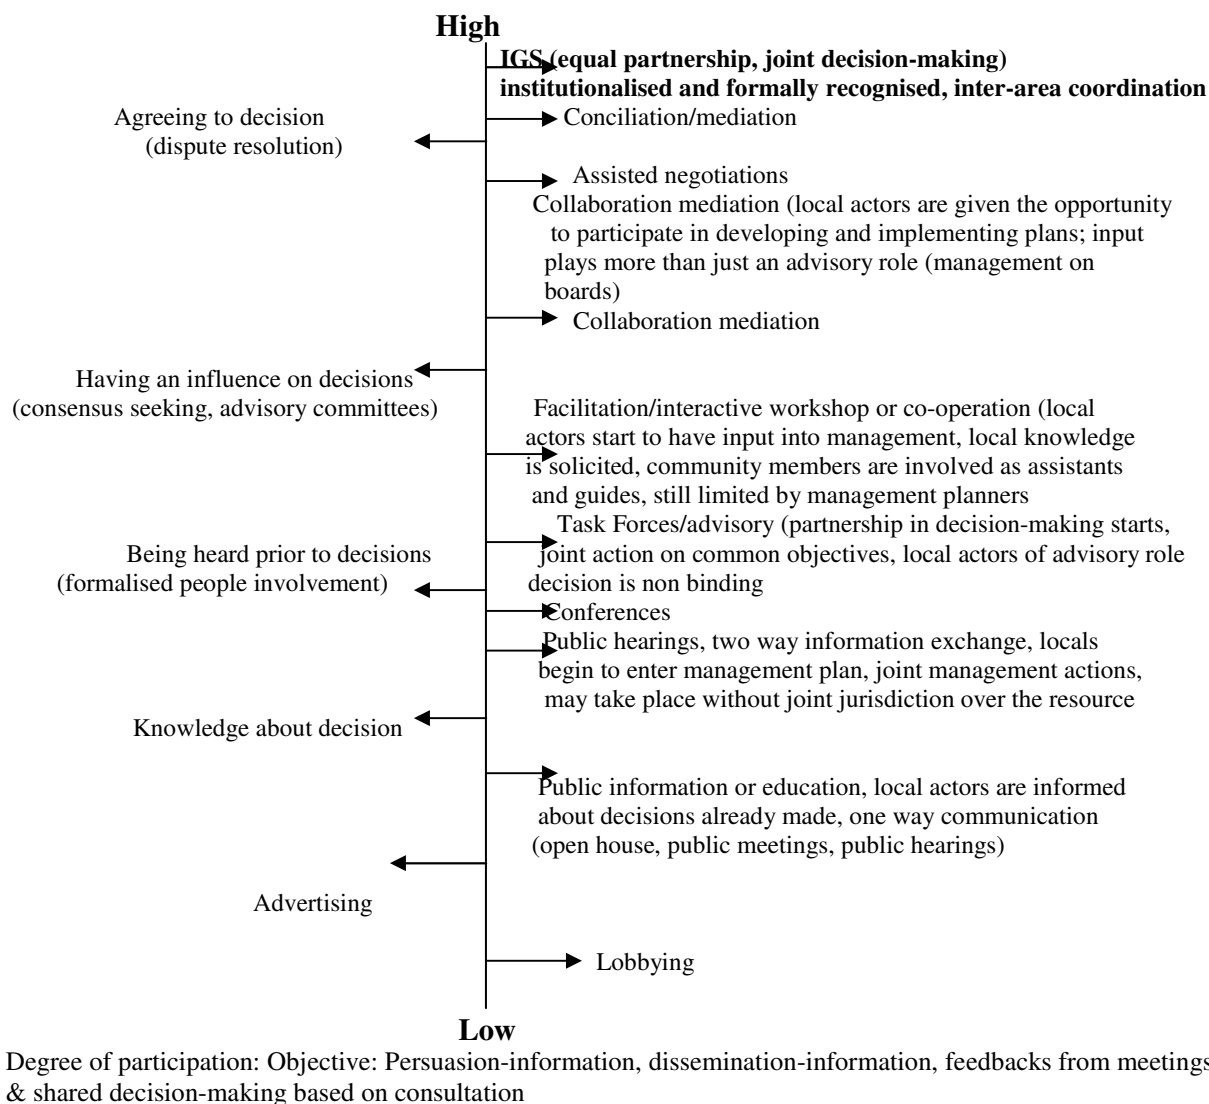 High
IGS (equal partnership, joint decision-making)
institutionalised and formally recognised, inter-area coordination
Agreeing to decision
(dispute resolution)
Conciliation/mediation
Assisted negotiations
Collaboration mediation (local actors are given the opportunity
to participate in developing and implementing plans; input
plays more than just an advisory role (management on
boards)
Collaboration mediation
Having an influence on decisions
(consensus seeking, advisory committees)
Facilitation/interactive workshop or co-operation (local
actors start to have input into management, local knowledge
is solicited, community members are involved as assistants
and guides, still limited by management planners
Task Forces/advisory (partnership in decision-making starts,
joint action on common objectives, local actors of advisory role
decision is non binding
Being heard prior to decisions
(formalised people involvement)
Conferences
Public hearings, two way information exchange, locals
begin to enter management plan, joint management actions,
may take place without joint jurisdiction over the resource
Knowledge about decision
Public information or education, local actors are informed
about decisions already made, one way communication
(open house, public meetings, public hearings)
Advertising
Lobbying
Low
Degree of participation: Objective: Persuasion-information, dissemination-information, feedbacks from meetings
& shared decision-making based on consultation